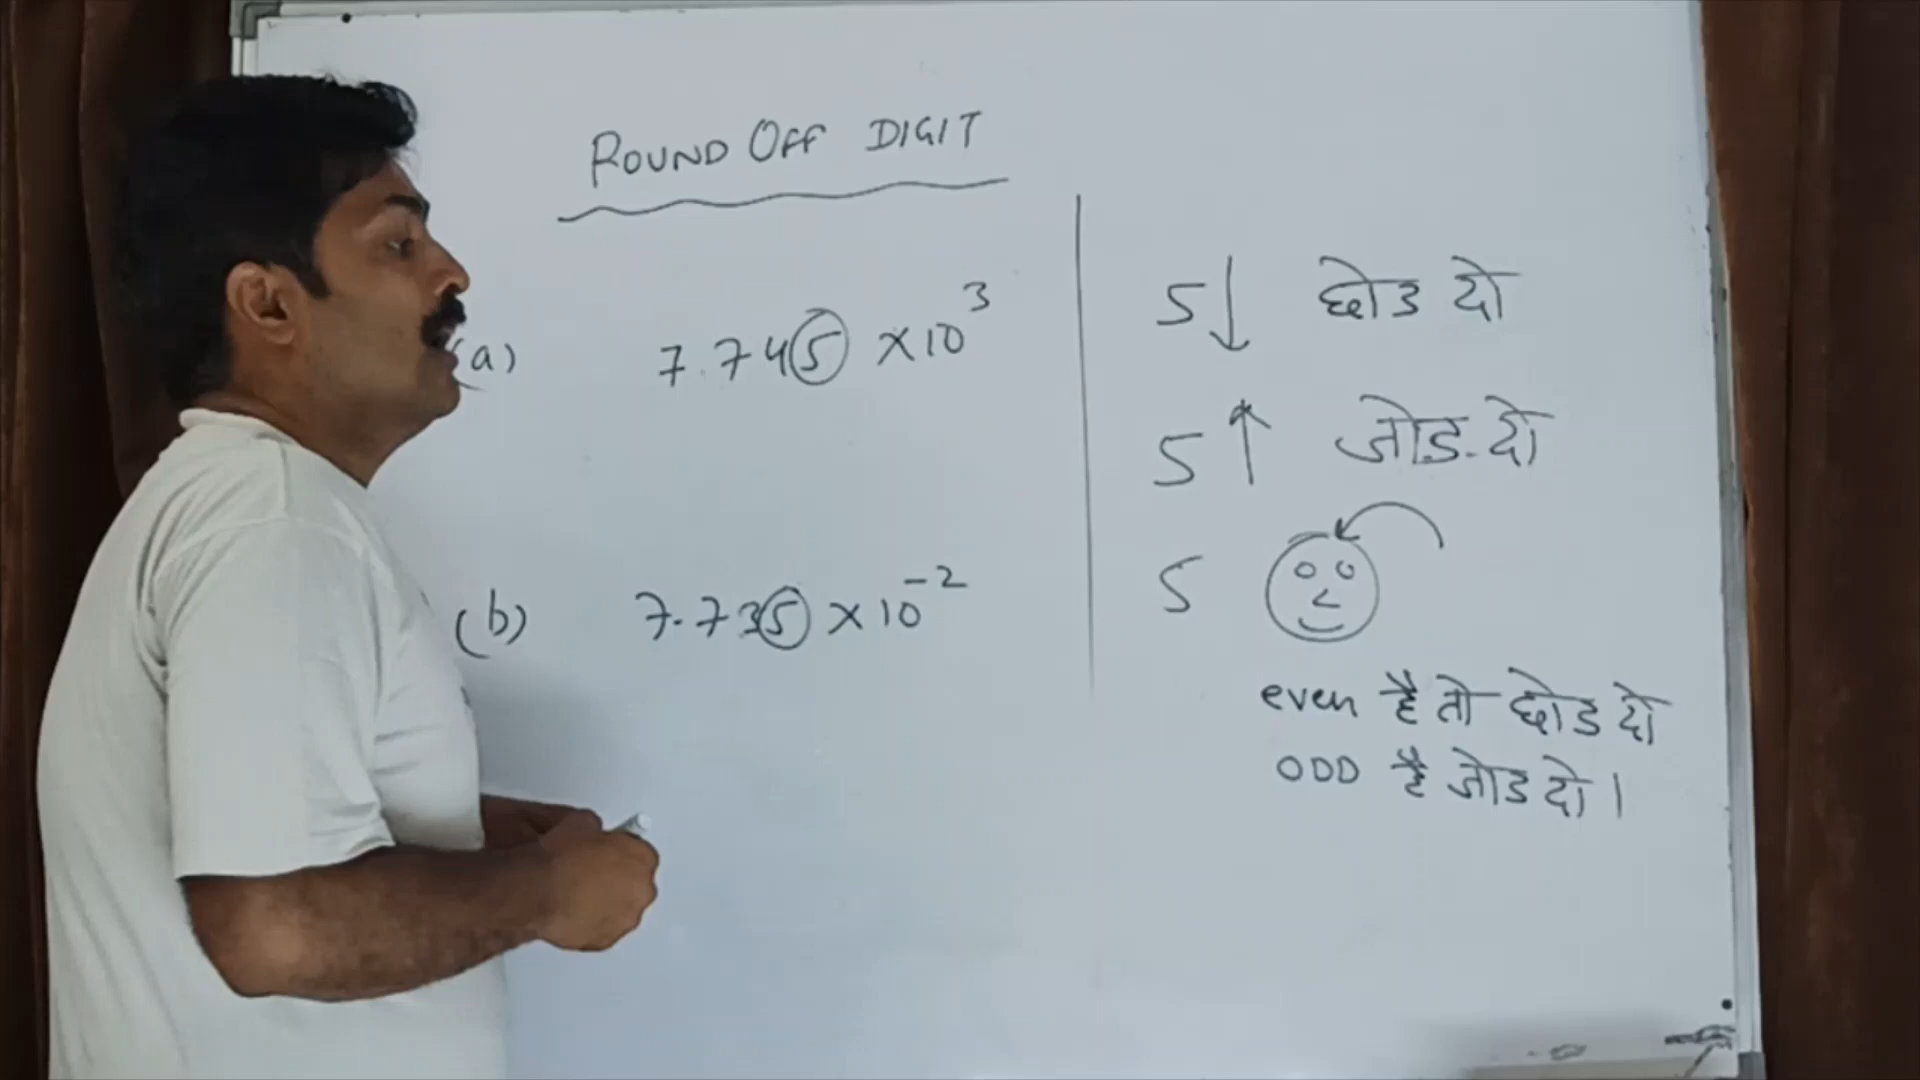 ROUND OFF DIGIT
(a) 7.745 ×10³
(b) 7.735 ×10⁻²
5↓ छोड दो
5↑ जोड दो
5
even है तो छोड दो
ODD है जोड दो।